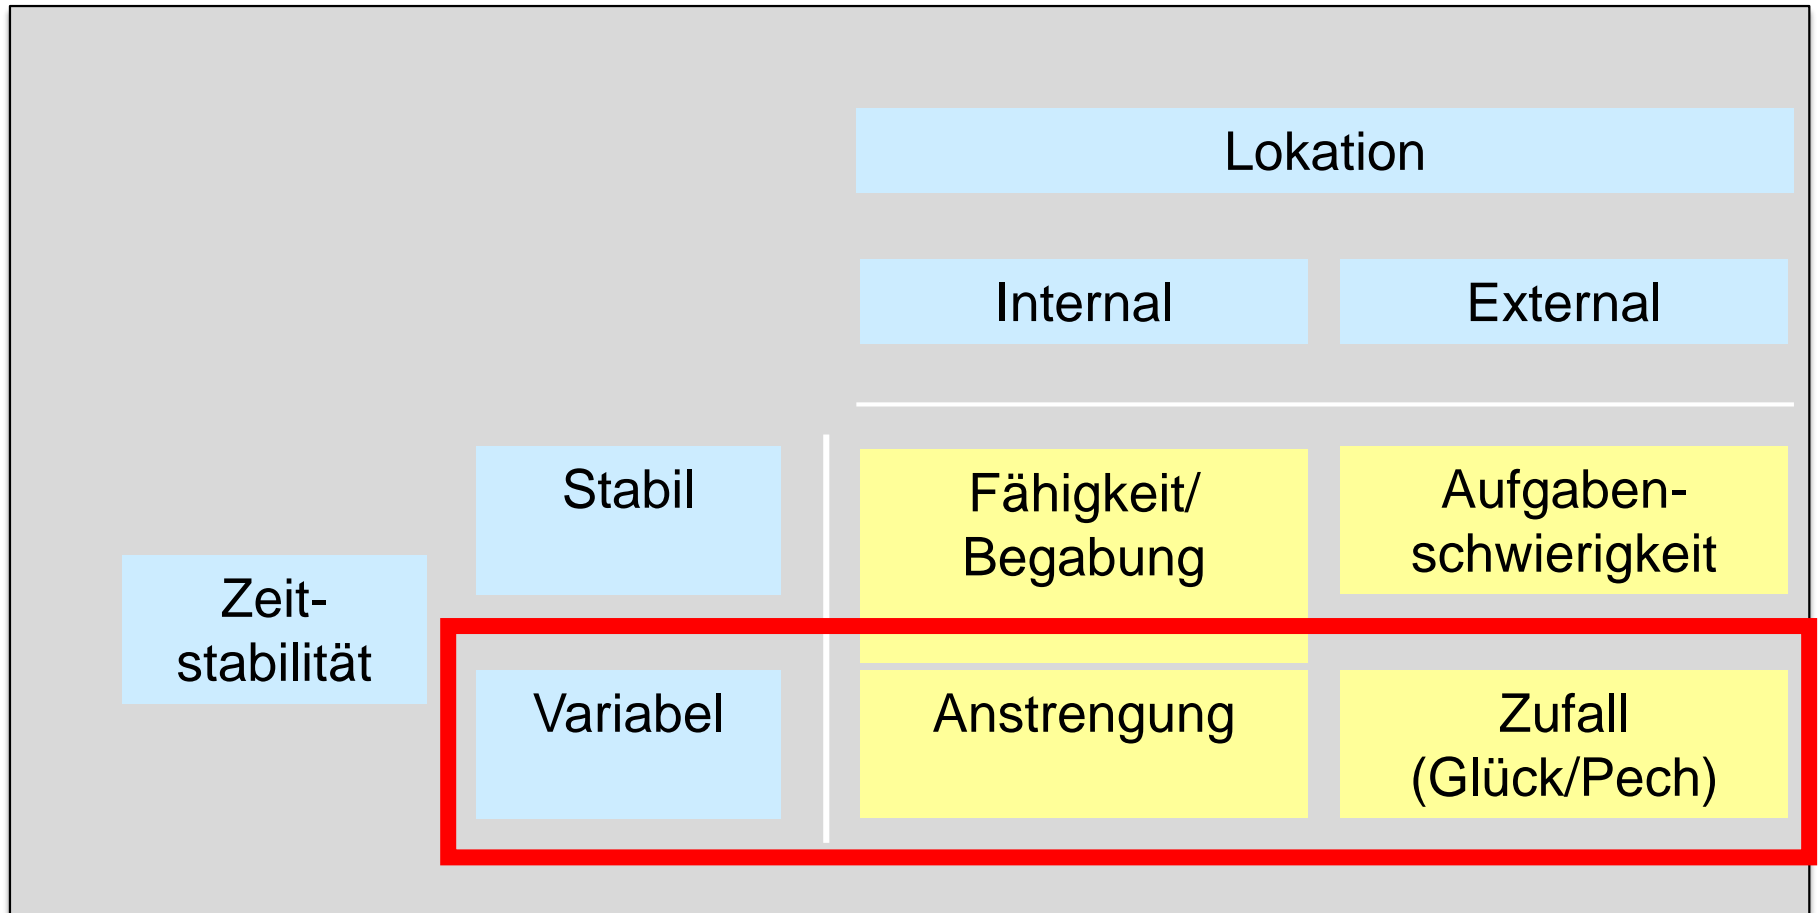 Lokation
Internal
External
Stabil
Fähigkeit/
Begabung
Aufgaben-
schwierigkeit
Zeit-
stabilität
Variabel
Anstrengung
Zufall
(Glück/Pech)